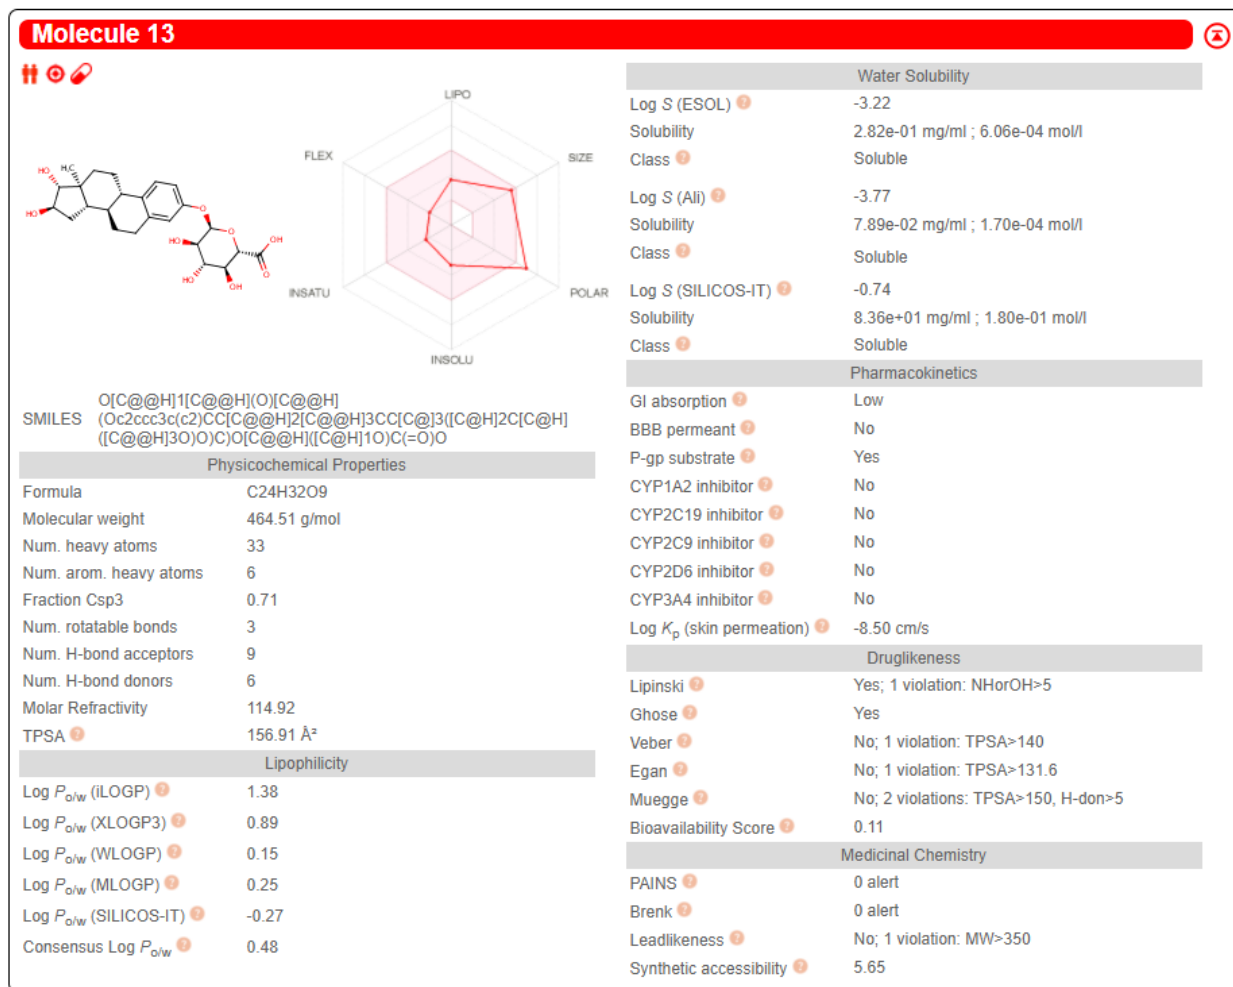 Molecule 13
LIPO
FLEX
SIZE
INSATU
POLAR
INSOLU
HO
H₃C
HO
O
O
OH
HO
O
HO
OH
SMILES O[C@@H]1[C@@H](O)[C@@H]
(Oc2ccc3c(c2)CC[C@@H]2[C@@H]3CC[C@]3([C@H]2C[C@H]
([C@@H]3O)O)C)O[C@@H]([C@H]1O)C(=O)O
Physicochemical Properties
Formula C24H32O9
Molecular weight 464.51 g/mol
Num. heavy atoms 33
Num. arom. heavy atoms 6
Fraction Csp3 0.71
Num. rotatable bonds 3
Num. H-bond acceptors 9
Num. H-bond donors 6
Molar Refractivity 114.92
TPSA ? 156.91 Å²
Lipophilicity
Log Po/w (iLOGP) ? 1.38
Log Po/w (XLOGP3) ? 0.89
Log Po/w (WLOGP) ? 0.15
Log Po/w (MLOGP) ? 0.25
Log Po/w (SILICOS-IT) ? -0.27
Consensus Log Po/w ? 0.48
Water Solubility
Log S (ESOL) ? -3.22
Solubility 2.82e-01 mg/ml ; 6.06e-04 mol/l
Class ? Soluble
Log S (Ali) ? -3.77
Solubility 7.89e-02 mg/ml ; 1.70e-04 mol/l
Class ? Soluble
Log S (SILICOS-IT) ? -0.74
Solubility 8.36e+01 mg/ml ; 1.80e-01 mol/l
Class ? Soluble
Pharmacokinetics
GI absorption ? Low
BBB permeant ? No
P-gp substrate ? Yes
CYP1A2 inhibitor ? No
CYP2C19 inhibitor ? No
CYP2C9 inhibitor ? No
CYP2D6 inhibitor ? No
CYP3A4 inhibitor ? No
Log Kp (skin permeation) ? -8.50 cm/s
Druglikeness
Lipinski ? Yes; 1 violation: NHorOH>5
Ghose ? Yes
Veber ? No; 1 violation: TPSA>140
Egan ? No; 1 violation: TPSA>131.6
Muegge ? No; 2 violations: TPSA>150, H-don>5
Bioavailability Score ? 0.11
Medicinal Chemistry
PAINS ? 0 alert
Brenk ? 0 alert
Leadlikeness ? No; 1 violation: MW>350
Synthetic accessibility ? 5.65